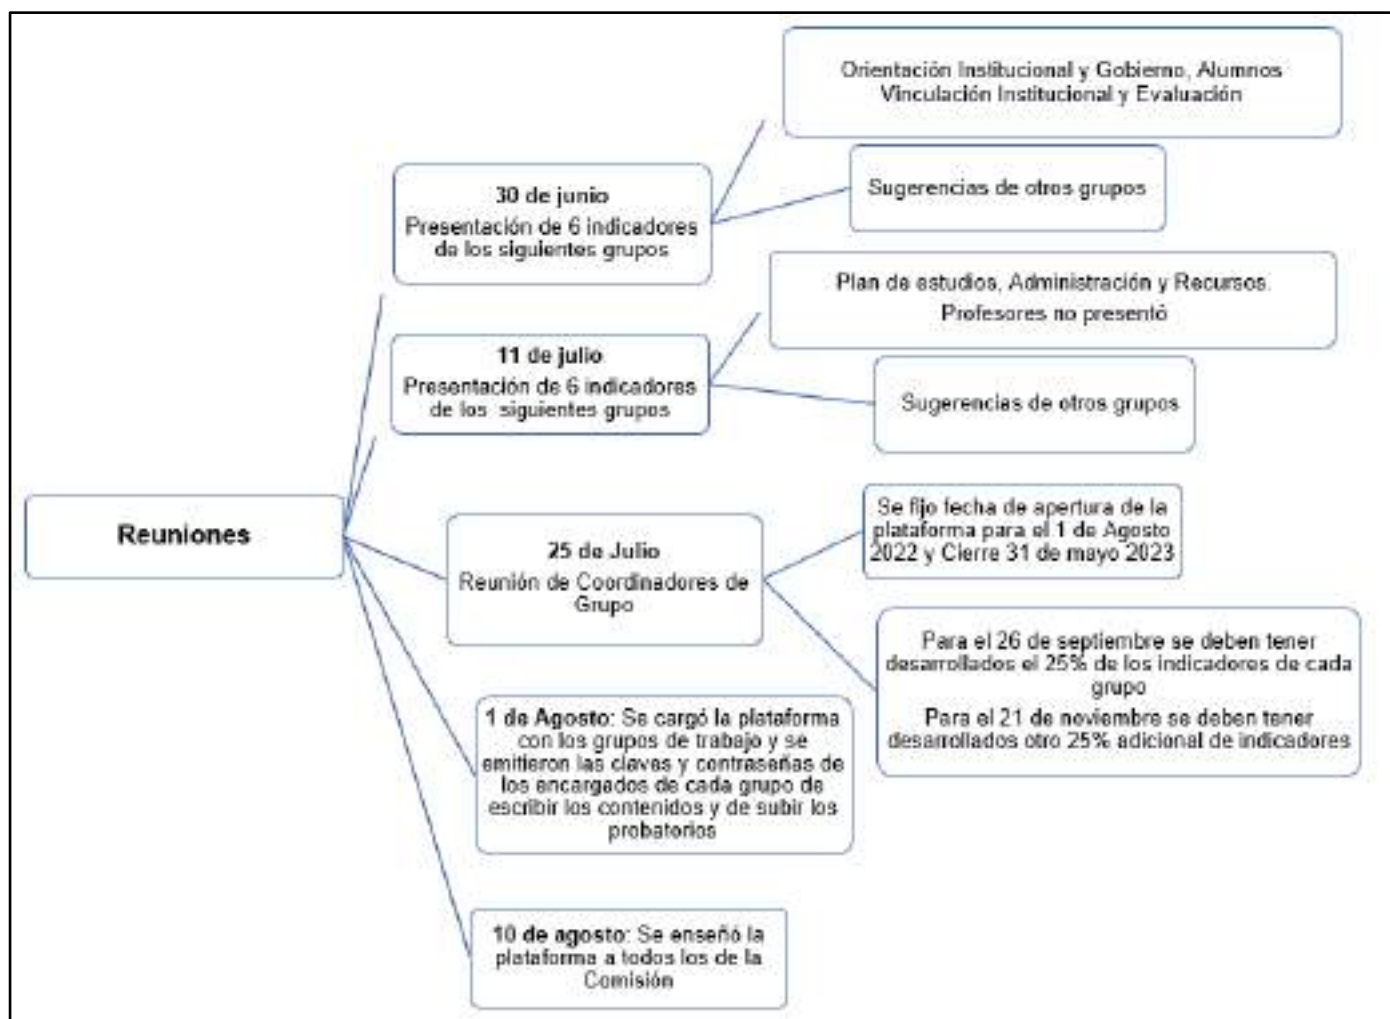 Reuniones
30 de junio
Presentación de 6 indicadores
de los siguientes grupos
Orientación Institucional y Gobierno, Alumnos
Vinculación Institucional y Evaluación
Sugerencias de otros grupos
11 de julio
Presentación de 6 indicadores
de los siguientes grupos
Plan de estudios, Administración y Recursos.
Profesores no presentó
Sugerencias de otros grupos
25 de Julio
Reunión de Coordinadores de
Grupo
Se fijo fecha de apertura de la
plataforma para el 1 de Agosto
2022 y Cierre 31 de mayo 2023
Para el 26 de septiembre se deben tener
desarrollados el 25% de los indicadores de cada
grupo
Para el 21 de noviembre se deben tener
desarrollados otro 25% adicional de indicadores
1 de Agosto: Se cargó la plataforma
con los grupos de trabajo y se
emitieron las claves y contraseñas de
los encargados de cada grupo de
escribir los contenidos y de subir los
probatorios
10 de agosto: Se enseñó la
plataforma a todos los de la
Comisión